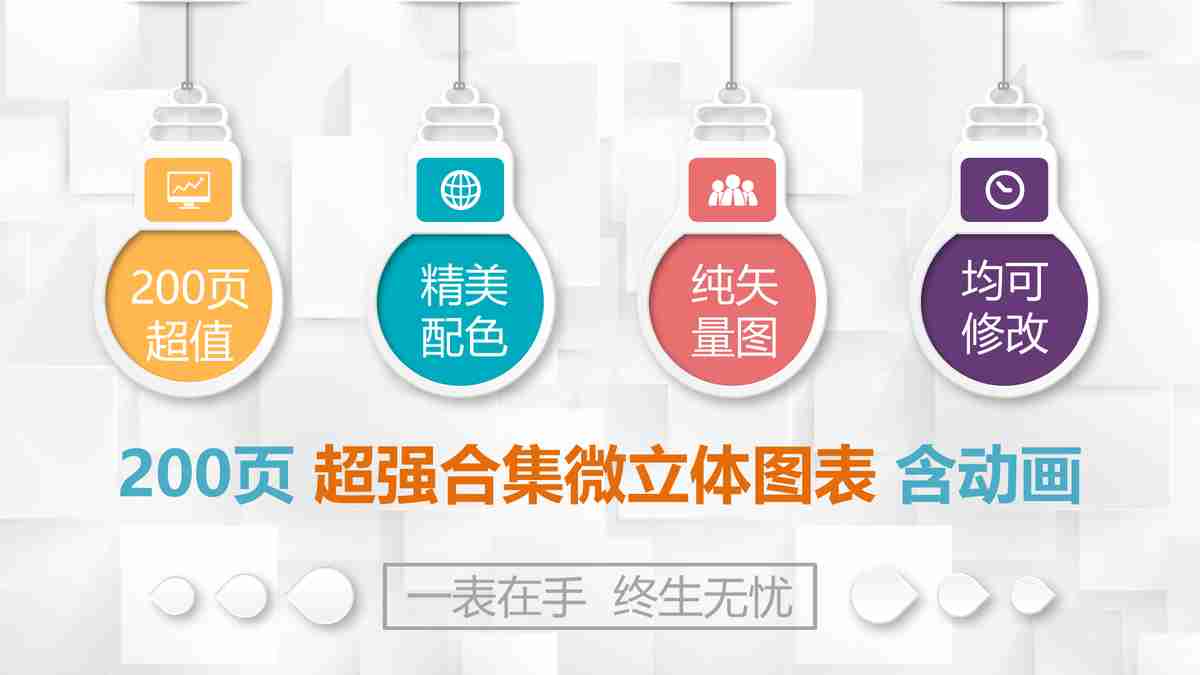 200页
超值
精美
配色
纯矢
量图
均可
修改
200页 超强合集微立体图表 含动画
一表在手 终生无忧